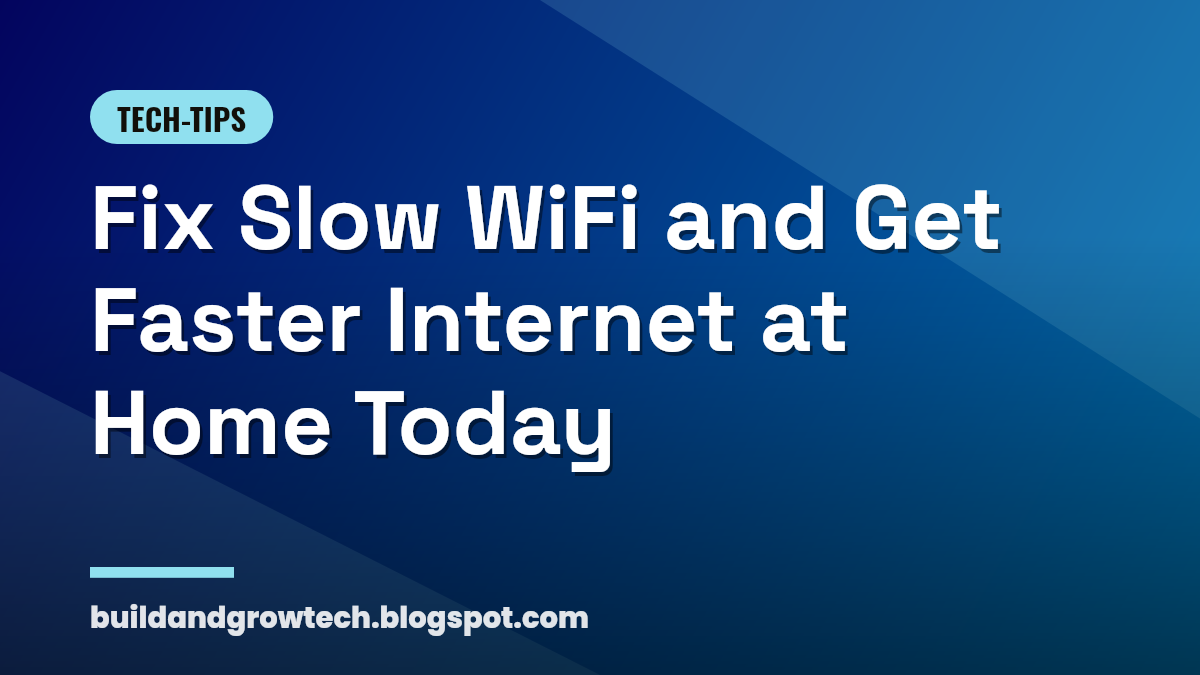 TECH-TIPS
Fix Slow WiFi and Get
Faster Internet at
Home Today
buildandgrowtech.blogspot.com